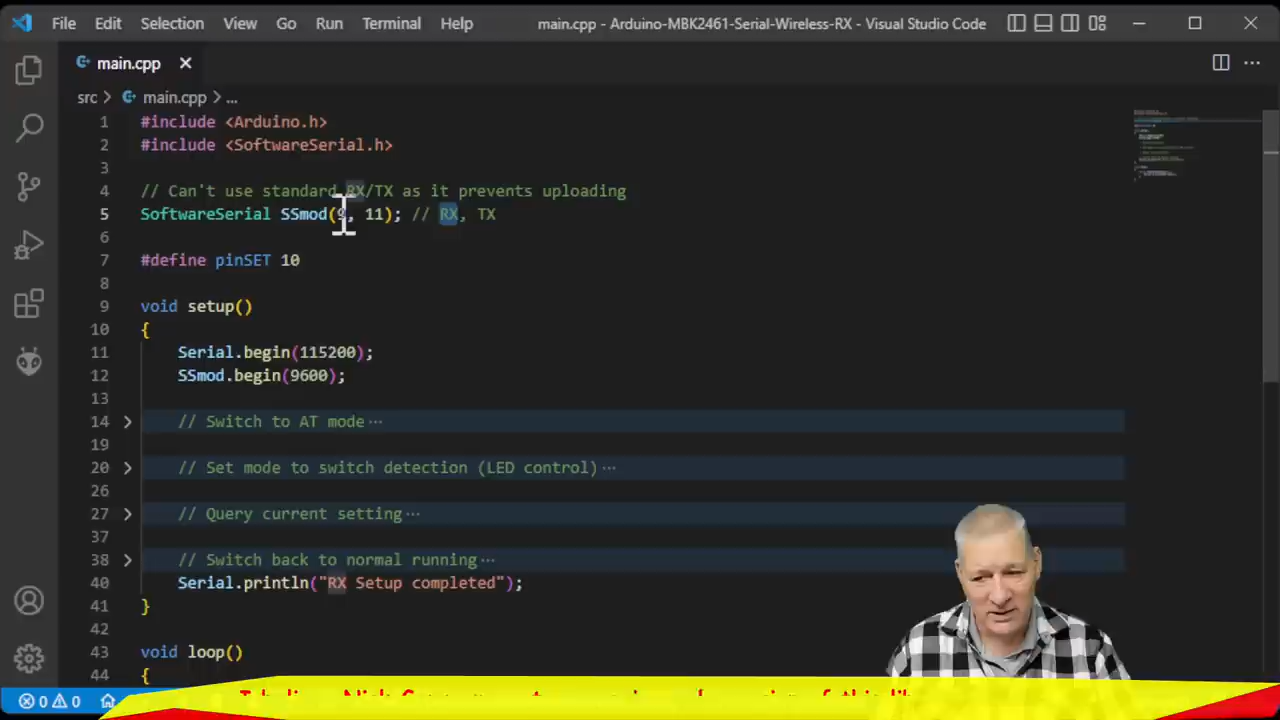 File Edit Selection View Go Run Terminal Help main.cpp - Arduino-MBK2461-Serial-Wireless-RX - Visual Studio Code
main.cpp
src > main.cpp > ...
1 #include <Arduino.h>
2 #include <SoftwareSerial.h>
3
4 // Can't use standard RX/TX as it prevents uploading
5 SoftwareSerial SSmod(9, 11); // RX, TX
6
7 #define pinSET 10
8
9 void setup()
10 {
11 Serial.begin(115200);
12 SSmod.begin(9600);
13
14 // Switch to AT mode ···
19
20 // Set mode to switch detection (LED control) ···
26
27 // Query current setting ···
37
38 // Switch back to normal running ···
40 Serial.println("RX Setup completed");
41 }
42
43 void loop()
44 {
0 0